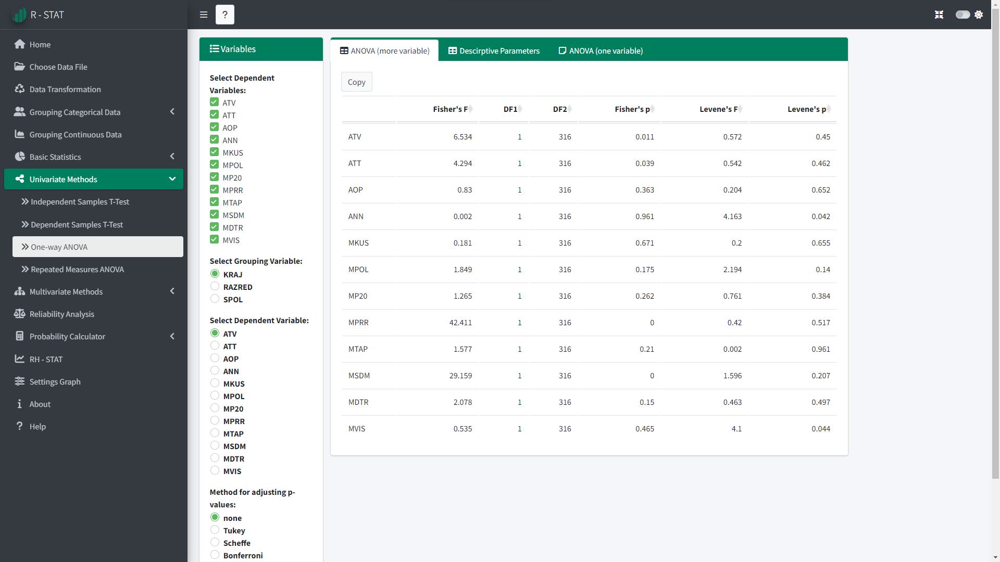 R - STAT
?
Home
Choose Data File
Data Transformation
Grouping Categorical Data
Grouping Continuous Data
Basic Statistics
Univariate Methods
Independent Samples T-Test
Dependent Samples T-Test
One-way ANOVA
Repeated Measures ANOVA
Multivariate Methods
Reliability Analysis
Probability Calculator
RH - STAT
Settings Graph
About
Help
Variables
Select Dependent
Variables:
ATV
ATT
AOP
ANN
MKUS
MPOL
MP20
MPRR
MTAP
MSDM
MDTR
MVIS
Select Grouping Variable:
KRAJ
RAZRED
SPOL
Select Dependent Variable:
ATV
ATT
AOP
ANN
MKUS
MPOL
MP20
MPRR
MTAP
MSDM
MDTR
MVIS
Method for adjusting p-
values:
none
Tukey
Scheffe
Bonferroni
ANOVA (more variable) Descirptive Parameters ANOVA (one variable)
Copy
Fisher's F DF1 DF2 Fisher's p Levene's F Levene's p
ATV 6.534 1 316 0.011 0.572 0.45
ATT 4.294 1 316 0.039 0.542 0.462
AOP 0.83 1 316 0.363 0.204 0.652
ANN 0.002 1 316 0.961 4.163 0.042
MKUS 0.181 1 316 0.671 0.2 0.655
MPOL 1.849 1 316 0.175 2.194 0.14
MP20 1.265 1 316 0.262 0.761 0.384
MPRR 42.411 1 316 0 0.42 0.517
MTAP 1.577 1 316 0.21 0.002 0.961
MSDM 29.159 1 316 0 1.596 0.207
MDTR 2.078 1 316 0.15 0.463 0.497
MVIS 0.535 1 316 0.465 4.1 0.044